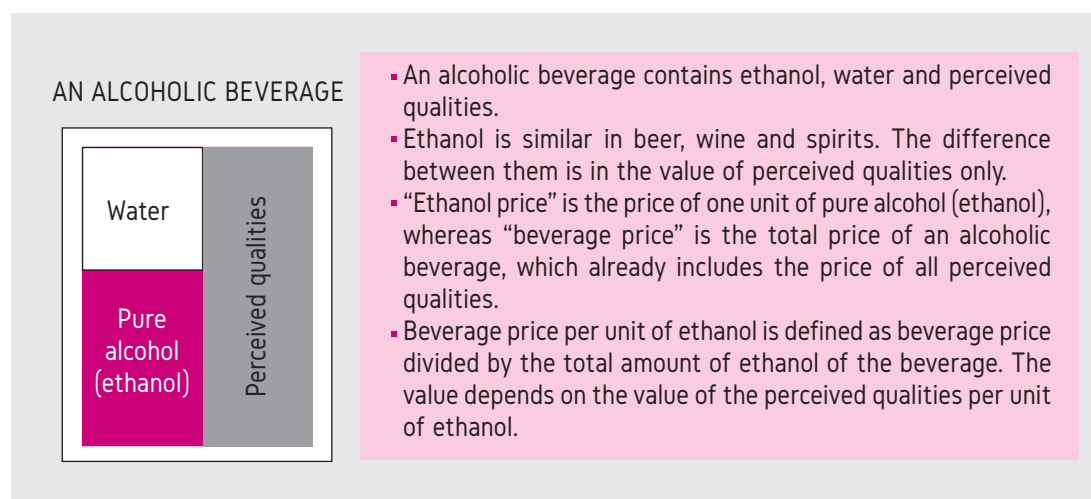 AN ALCOHOLIC BEVERAGE
Water
Pure
alcohol
(ethanol)
Perceived qualities
An alcoholic beverage contains ethanol, water and perceived
qualities.
Ethanol is similar in beer, wine and spirits. The difference
between them is in the value of perceived qualities only.
“Ethanol price” is the price of one unit of pure alcohol (ethanol),
whereas “beverage price” is the total price of an alcoholic
beverage, which already includes the price of all perceived
qualities.
Beverage price per unit of ethanol is defined as beverage price
divided by the total amount of ethanol of the beverage. The
value depends on the value of the perceived qualities per unit
of ethanol.